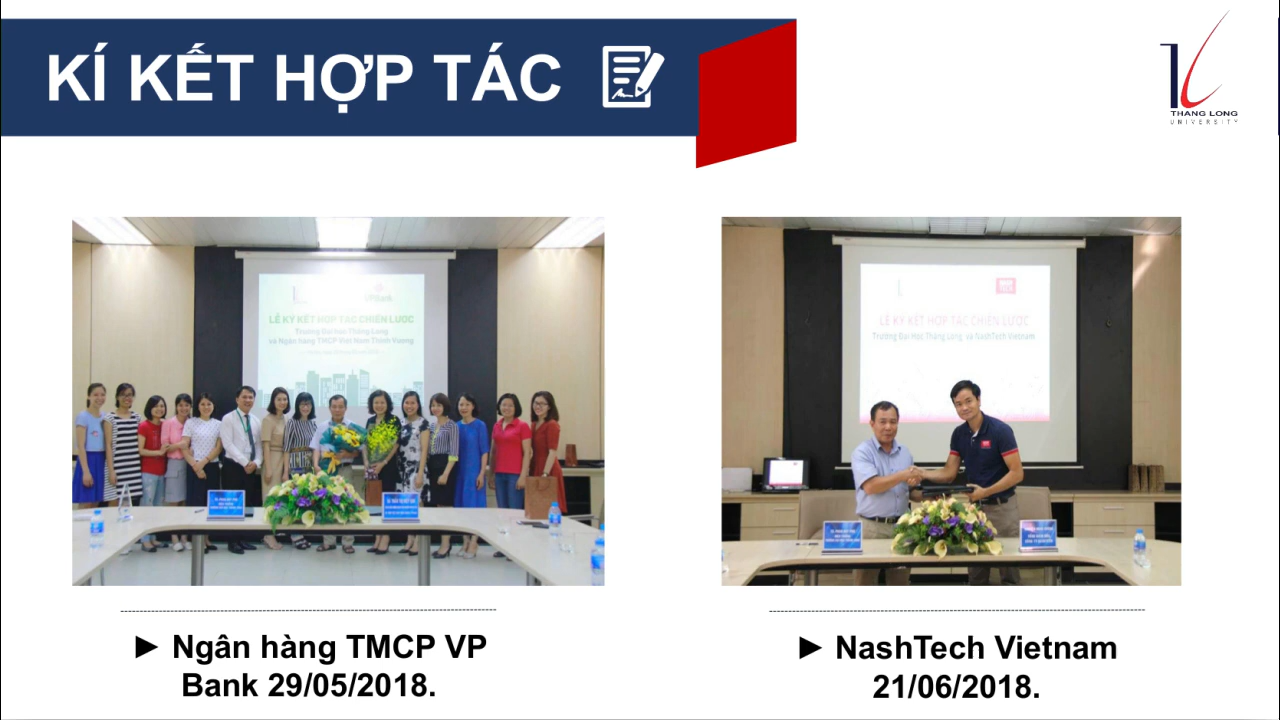 KÍ KẾT HỢP TÁC
THANG LONG
UNIVERSITY
VPBank
LỄ KÝ KẾT HỢP TÁC CHIẾN LƯỢC
Trường Đại Học Thăng Long
và Ngân hàng TMCP Việt Nam Thịnh Vượng
LỄ KÝ KẾT HỢP TÁC CHIẾN LƯỢC
Trường Đại Học Thăng Long và NashTech Vietnam
► Ngân hàng TMCP VP
Bank 29/05/2018.
► NashTech Vietnam
21/06/2018.